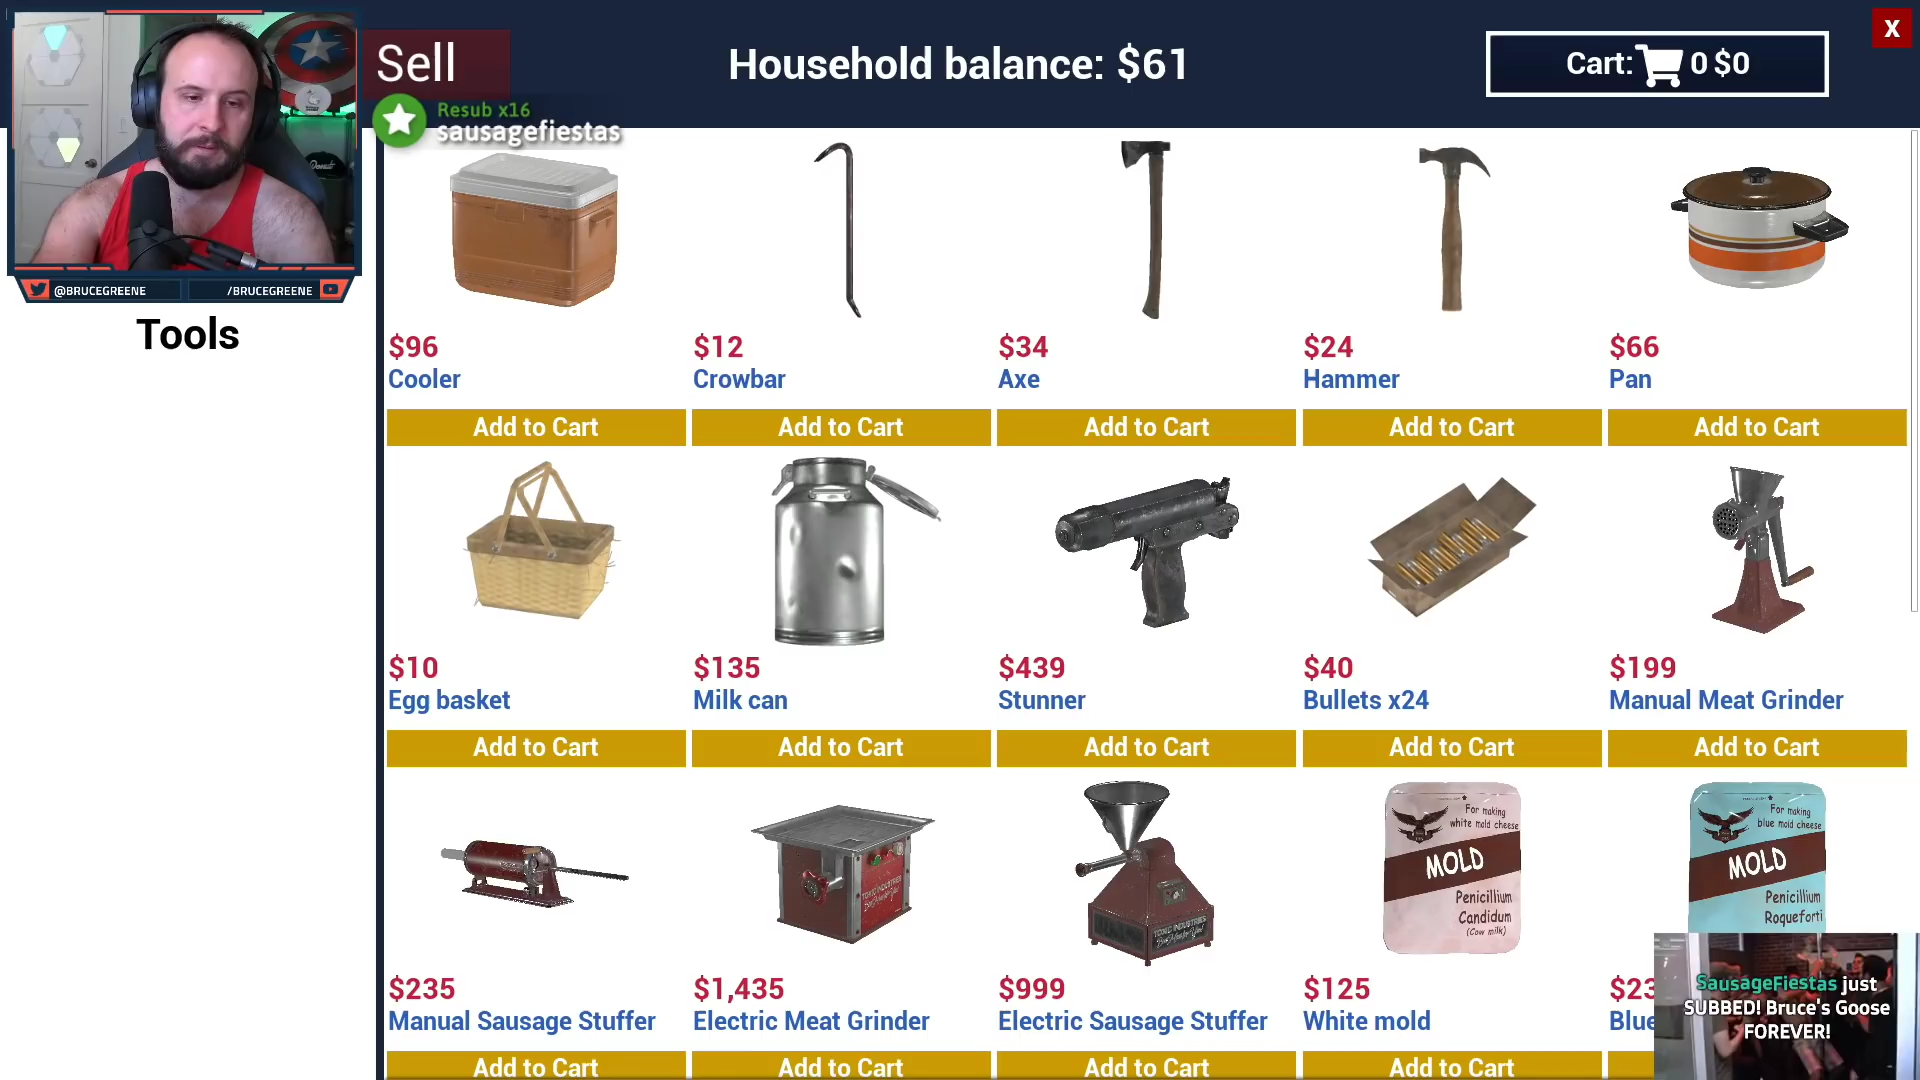 Sell
Household balance: $61
Cart: 0 $0
X
Resub x16
sausagefiestas
@BRUCEGREENE
/BRUCEGREENE
Tools
$96
Cooler
Add to Cart
$12
Crowbar
Add to Cart
$34
Axe
Add to Cart
$24
Hammer
Add to Cart
$66
Pan
Add to Cart
$10
Egg basket
Add to Cart
$135
Milk can
Add to Cart
$439
Stunner
Add to Cart
$40
Bullets x24
Add to Cart
$199
Manual Meat Grinder
Add to Cart
$235
Manual Sausage Stuffer
Add to Cart
$1,435
Electric Meat Grinder
Add to Cart
TOXIC INDUSTRIES
$999
Electric Sausage Stuffer
Add to Cart
For making
white mold cheese
MOLD
Penicillium
Candidum
(Cow milk)
$125
White mold
Add to Cart
For making
blue mold cheese
MOLD
Penicillium
Roqueforti
$23
Blue
SausageFiestas just
SUBBED! Bruce's Goose
FOREVER!